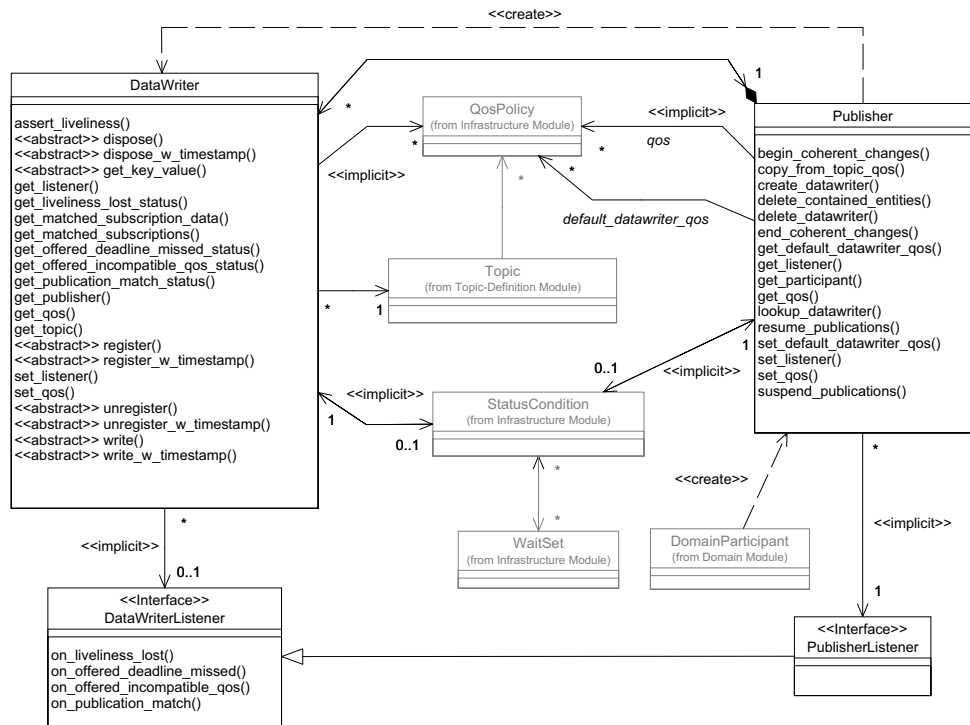 <<create>>
DataWriter
assert_liveliness()
<<abstract>> dispose()
<<abstract>> dispose_w_timestamp()
<<abstract>> get_key_value()
get_listener()
get_liveliness_lost_status()
get_matched_subscription_data()
get_matched_subscriptions()
get_offered_deadline_missed_status()
get_offered_incompatible_qos_status()
get_publication_match_status()
get_publisher()
get_qos()
get_topic()
<<abstract>> register()
<<abstract>> register_w_timestamp()
set_listener()
set_qos()
<<abstract>> unregister()
<<abstract>> unregister_w_timestamp()
<<abstract>> write()
<<abstract>> write_w_timestamp()
*
1
QosPolicy
(from Infrastructure Module)
*
*
*
*
<<implicit>>
<<implicit>>
qos
default_datawriter_qos
Publisher
begin_coherent_changes()
copy_from_topic_qos()
create_datawriter()
delete_contained_entities()
delete_datawriter()
end_coherent_changes()
get_default_datawriter_qos()
get_listener()
get_participant()
get_qos()
lookup_datawriter()
resume_publications()
set_default_datawriter_qos()
set_listener()
set_qos()
suspend_publications()
Topic
(from Topic-Definition Module)
*
1
1
0..1
<<implicit>>
<<implicit>>
1
0..1
StatusCondition
(from Infrastructure Module)
*
*
WaitSet
(from Infrastructure Module)
<<create>>
DomainParticipant
(from Domain Module)
*
<<implicit>>
1
*
<<implicit>>
0..1
<<Interface>>
DataWriterListener
on_liveliness_lost()
on_offered_deadline_missed()
on_offered_incompatible_qos()
on_publication_match()
<<Interface>>
PublisherListener